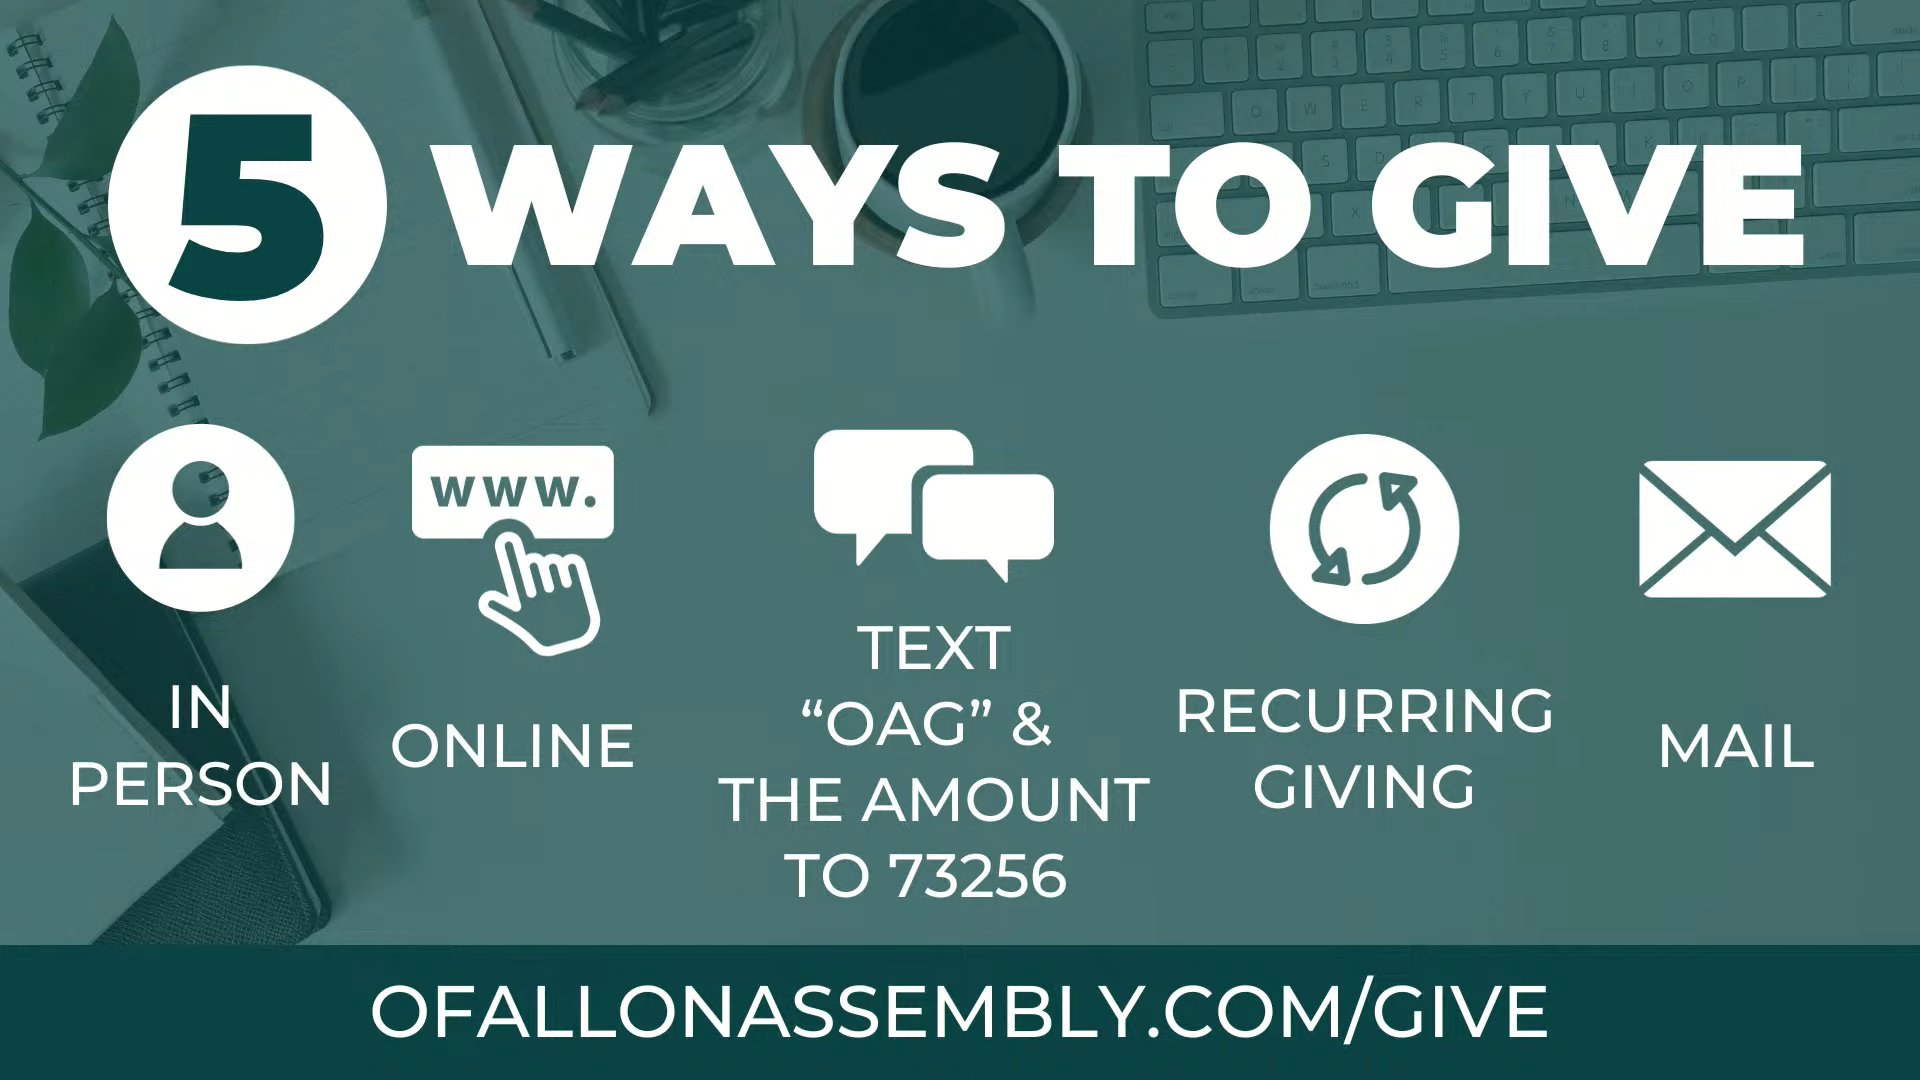 5 WAYS TO GIVE
www.
IN
PERSON
ONLINE
TEXT
“OAG” &
THE AMOUNT
TO 73256
RECURRING
GIVING
MAIL
OFALLONASSEMBLY.COM/GIVE